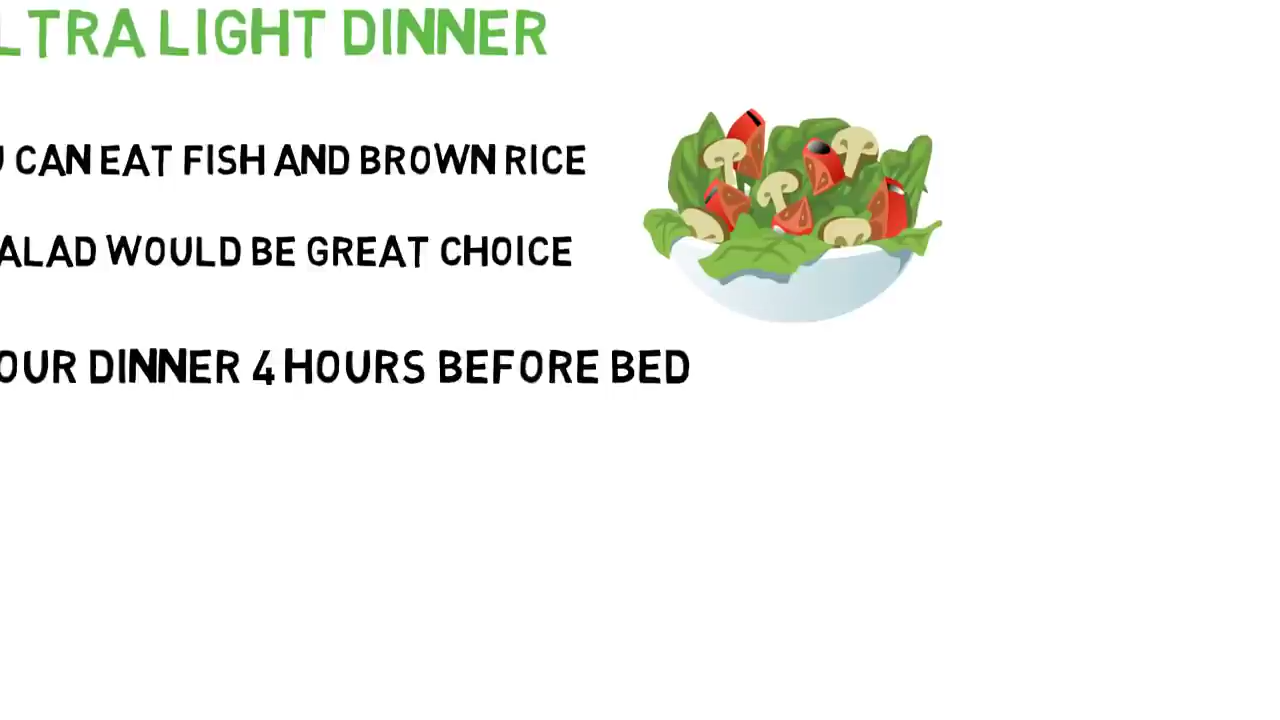 LTRA LIGHT DINNER
U CAN EAT FISH AND BROWN RICE
ALAD WOULD BE GREAT CHOICE
OUR DINNER 4 HOURS BEFORE BED